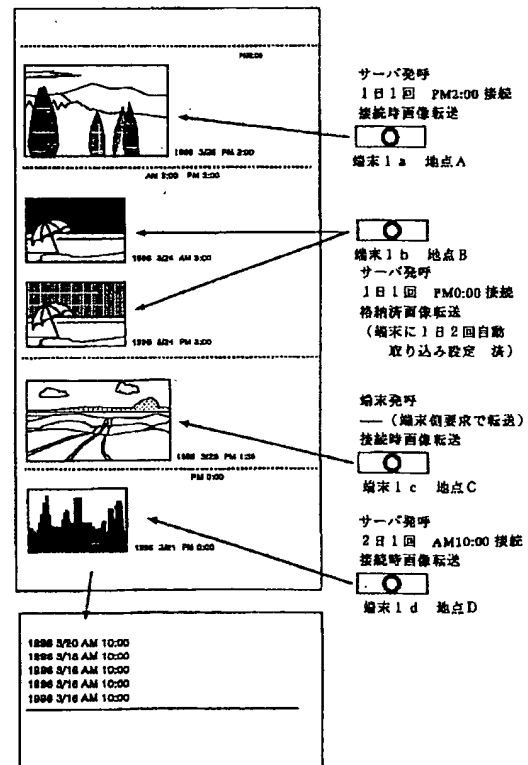 PM2:00
1996 3/26 PM 2:00
サーバ発呼
1日1回 PM2:00 接続
接続時画像転送
端末1a 地点A
AM 3:00 PM 3:00
1996 3/24 AM 3:00
1996 3/24 PM 3:00
端末1b 地点B
サーバ発呼
1日1回 PM0:00 接続
格納済画像転送
(端末に1日2回自動
取り込み設定 済)
端末発呼
── (端末側要求で転送)
接続時画像転送
端末1c 地点C
PM 0:00
1996 3/21 PM 0:00
サーバ発呼
2日1回 AM10:00 接続
接続時画像転送
端末1d 地点D
1996 3/20 AM 10:00
1996 3/18 AM 10:00
1996 3/16 AM 10:00
1996 3/16 AM 10:00
1996 3/16 AM 10:00